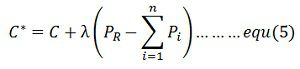 C* = C + λ(P_R − ∑_{i=1}^{n} P_i) … … … equ(5)